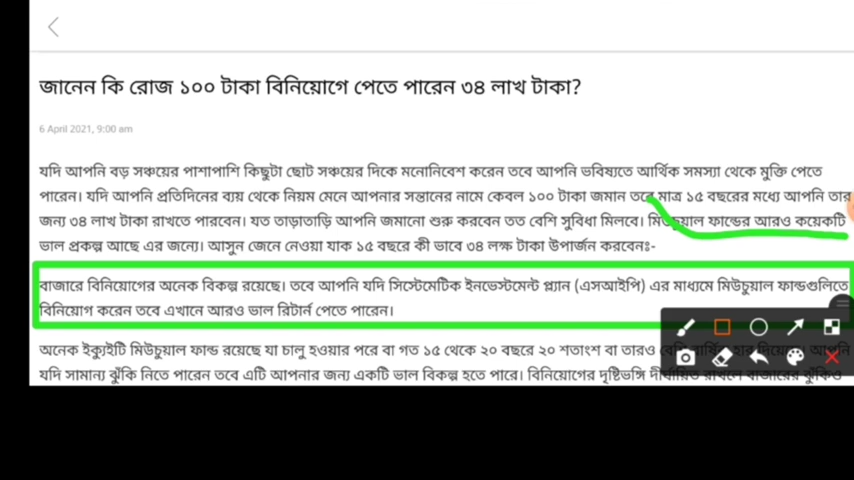 জানেন কি রোজ ১০০ টাকা বিনিয়োগে পেতে পারেন ৩৪ লাখ টাকা?
6 April 2021, 9:00 am
যদি আপনি বড় সঞ্চয়ের পাশাপাশি কিছুটা ছোট সঞ্চয়ের দিকে মনোনিবেশ করেন তবে আপনি ভবিষ্যতে আর্থিক সমস্যা থেকে মুক্তি পেতে
পারেন। যদি আপনি প্রতিদিনের ব্যয় থেকে নিয়ম মেনে আপনার সন্তানের নামে কেবল ১০০ টাকা জমান তবে মাত্র ১৫ বছরের মধ্যে আপনি তার
জন্য ৩৪ লাখ টাকা রাখতে পারবেন। যত তাড়াতাড়ি আপনি জমানো শুরু করবেন তত বেশি সুবিধা মিলবে। মিউচুয়াল ফান্ডের আরও কয়েকটি
ভাল প্রকল্প আছে এর জন্যে। আসুন জেনে নেওয়া যাক ১৫ বছরে কী ভাবে ৩৪ লক্ষ টাকা উপার্জন করবেনঃ-
বাজারে বিনিয়োগের অনেক বিকল্প রয়েছে। তবে আপনি যদি সিস্টেমেটিক ইনভেস্টমেন্ট প্ল্যান (এসআইপি) এর মাধ্যমে মিউচুয়াল ফান্ডগুলিতে
বিনিয়োগ করেন তবে এখানে আরও ভাল রিটার্ন পেতে পারেন।
অনেক ইক্যুইটি মিউচুয়াল ফান্ড রয়েছে যা চালু হওয়ার পরে বা গত ১৫ থেকে ২০ বছরে ২০ শতাংশ বা তারও
যদি সামান্য ঝুঁকি নিতে পারেন তবে এটি আপনার জন্য একটি ভাল বিকল্প হতে পারে। বিনিয়োগের দৃষ্টিভঙ্গি